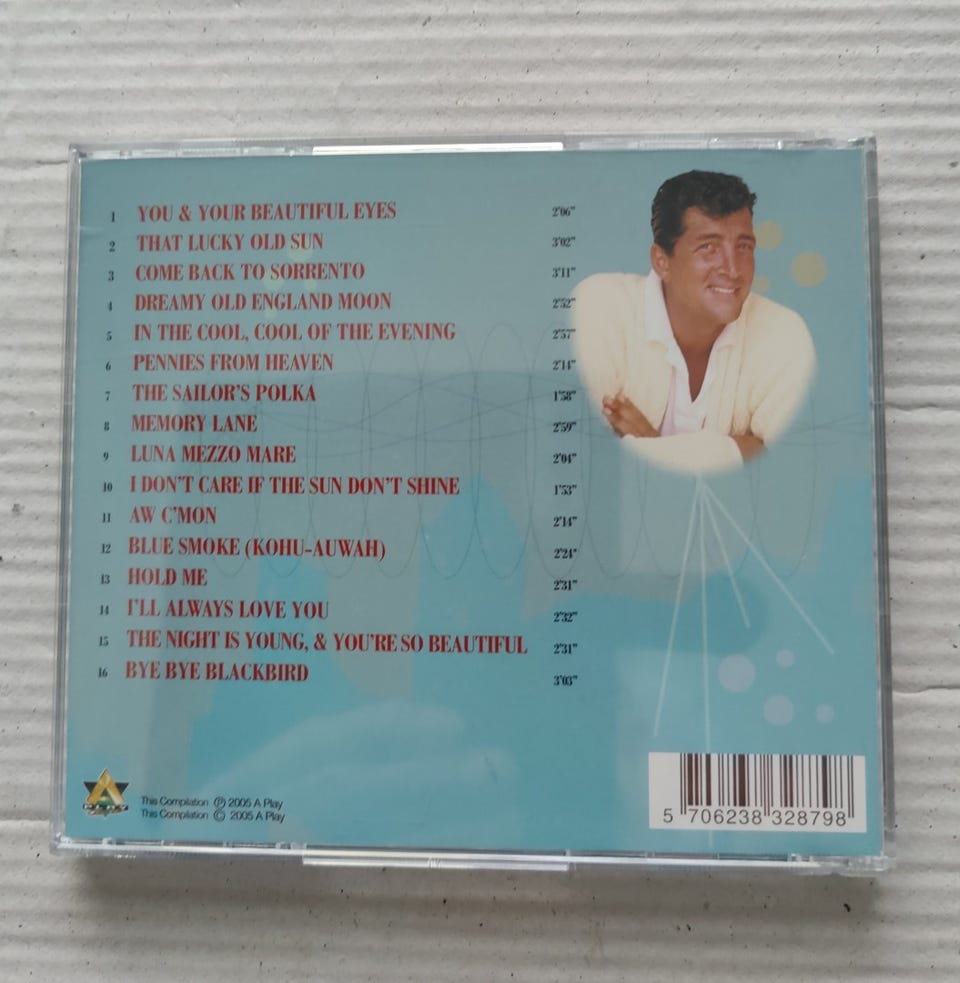 1 YOU & YOUR BEAUTIFUL EYES 2'06"
2 THAT LUCKY OLD SUN 3'02"
3 COME BACK TO SORRENTO 3'11"
4 DREAMY OLD ENGLAND MOON 2'52"
5 IN THE COOL, COOL OF THE EVENING 2'57"
6 PENNIES FROM HEAVEN 2'14"
7 THE SAILOR'S POLKA 1'58"
8 MEMORY LANE 2'59"
9 LUNA MEZZO MARE 2'04"
10 I DON'T CARE IF THE SUN DON'T SHINE 1'53"
11 AW C'MON 2'14"
12 BLUE SMOKE (KOHU-AUWAH) 2'24"
13 HOLD ME 2'31"
14 I'LL ALWAYS LOVE YOU 2'32"
15 THE NIGHT IS YOUNG, & YOU'RE SO BEAUTIFUL 2'31"
16 BYE BYE BLACKBIRD 3'03"
A PLAY
This Compilation ℗ 2005 A Play
This Compilation © 2005 A Play
5 706238 328798